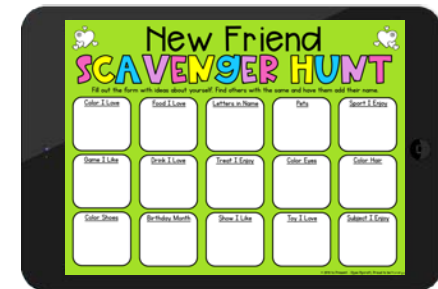 New Friend
SCAVENGER HUNT
Fill out the form with ideas about yourself. Find others with the same and have them add their name.
Color I Love Food I Love Letters in Name Pets Sport I Enjoy
Game I Like Drink I Love Treat I Enjoy Color Eyes Color Hair
Color Shoes Birthday Month Show I Like Toy I Love Subject I Enjoy